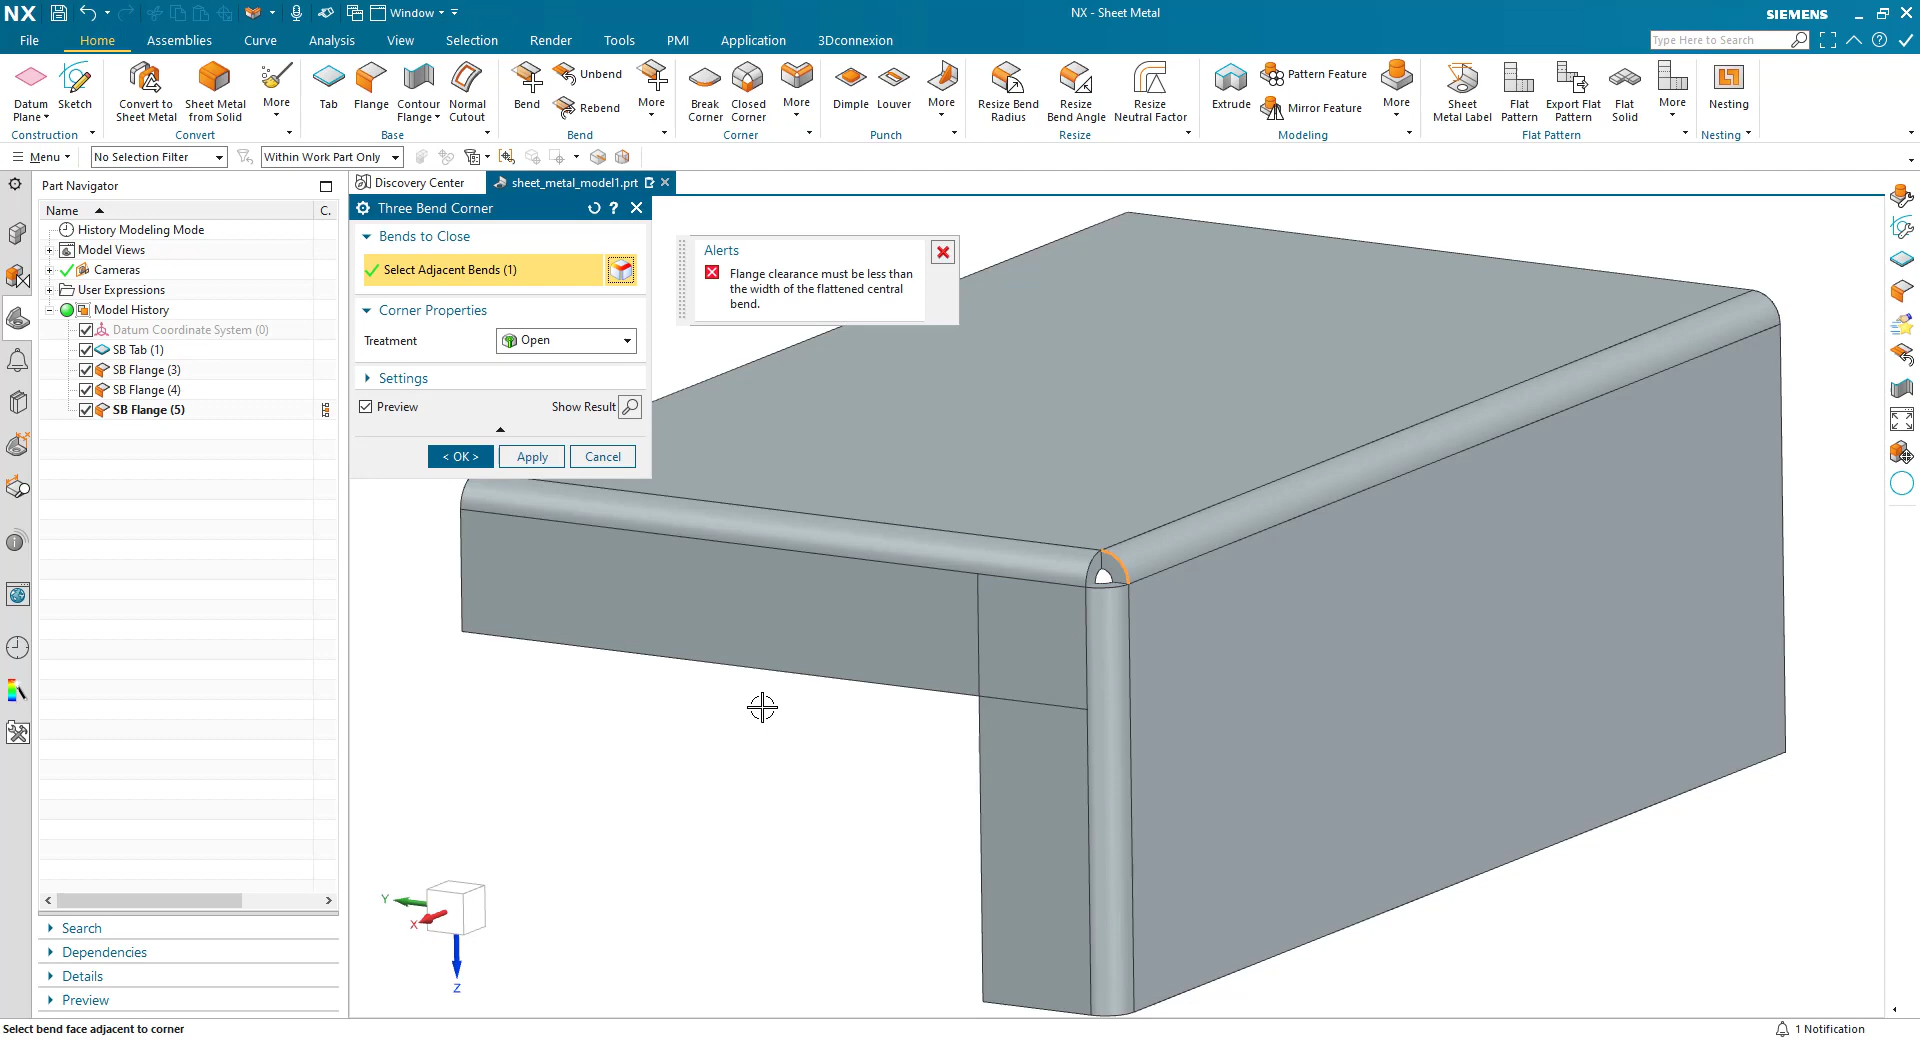 NX
Window
NX - Sheet Metal
SIEMENS
File
Home
Assemblies
Curve
Analysis
View
Selection
Render
Tools
PMI
Application
3Dconnexion
Type Here to Search
Datum
Plane
Sketch
Convert to
Sheet Metal
Sheet Metal
from Solid
More
Tab
Flange
Contour
Flange
Normal
Cutout
Bend
Unbend
Rebend
More
Break
Corner
Closed
Corner
More
Dimple
Louver
More
Resize Bend
Radius
Resize
Bend Angle
Resize
Neutral Factor
Extrude
Pattern Feature
Mirror Feature
More
Sheet
Metal Label
Flat
Pattern
Export Flat
Pattern
Flat
Solid
More
Nesting
Construction
Convert
Base
Bend
Corner
Punch
Resize
Modeling
Flat Pattern
Nesting
Menu
No Selection Filter
Within Work Part Only
Part Navigator
Discovery Center
sheet_metal_model1.prt
Name
C.
History Modeling Mode
Model Views
Cameras
User Expressions
Model History
Datum Coordinate System (0)
SB Tab (1)
SB Flange (3)
SB Flange (4)
SB Flange (5)
Three Bend Corner
Bends to Close
Select Adjacent Bends (1)
Corner Properties
Treatment
Open
Settings
Preview
Show Result
< OK >
Apply
Cancel
Alerts
Flange clearance must be less than
the width of the flattened central
bend.
Y
X
Z
Search
Dependencies
Details
Preview
Select bend face adjacent to corner
1 Notification